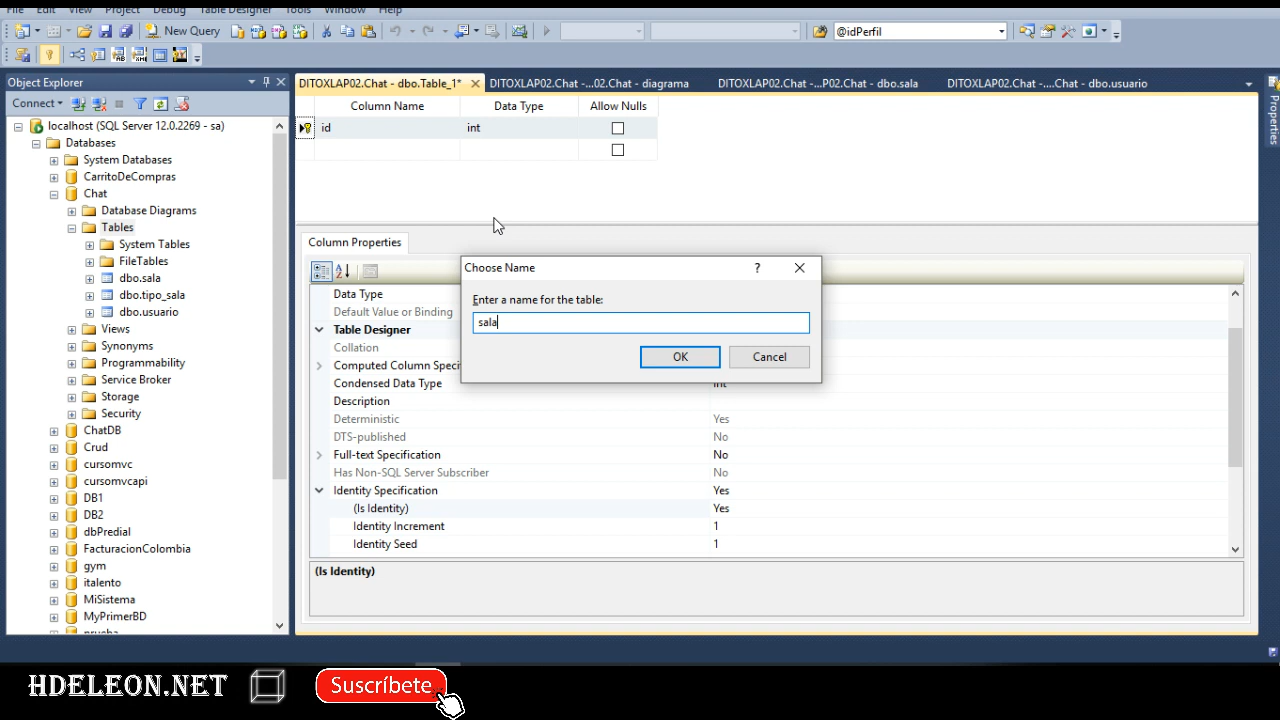 File Edit View Project Debug Table Designer Tools Window Help
New Query
@idPerfil
Object Explorer
Connect
localhost (SQL Server 12.0.2269 - sa)
Databases
System Databases
CarritoDeCompras
Chat
Database Diagrams
Tables
System Tables
FileTables
dbo.sala
dbo.tipo_sala
dbo.usuario
Views
Synonyms
Programmability
Service Broker
Storage
Security
ChatDB
Crud
cursomvc
cursomvcapi
DB1
DB2
dbPredial
FacturacionColombia
gym
italento
MiSistema
MyPrimerBD
prueba
DITOXLAP02.Chat - dbo.Table_1* DITOXLAP02.Chat -...02.Chat - diagrama DITOXLAP02.Chat -...P02.Chat - dbo.sala DITOXLAP02.Chat -....Chat - dbo.usuario
Column Name Data Type Allow Nulls
id int
Column Properties
Data Type
Default Value or Binding
Table Designer
Collation
Computed Column Speci
Condensed Data Type int
Description
Deterministic Yes
DTS-published No
Full-text Specification No
Has Non-SQL Server Subscriber No
Identity Specification Yes
(Is Identity) Yes
Identity Increment 1
Identity Seed 1
(Is Identity)
Choose Name
?
Enter a name for the table:
sala
OK Cancel
Properties
HDELEON.NET Suscríbete